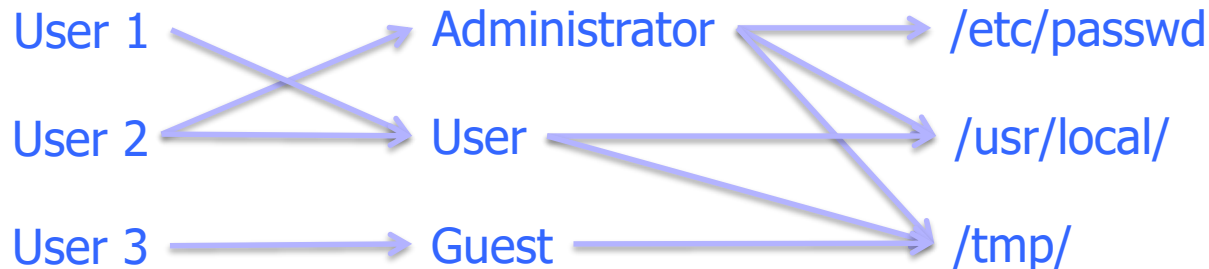 User 1 Administrator /etc/passwd
User 2 User /usr/local/
User 3 Guest /tmp/